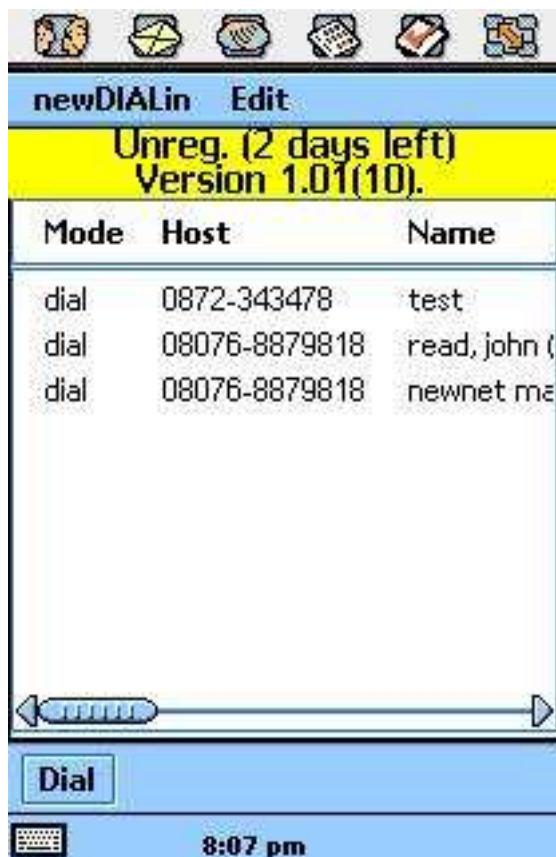 newDIALin Edit
Unreg. (2 days left)
Version 1.01(10).
Mode Host Name
dial 0872-343478 test
dial 08076-8879818 read, john (
dial 08076-8879818 newnet ma
Dial
8:07 pm